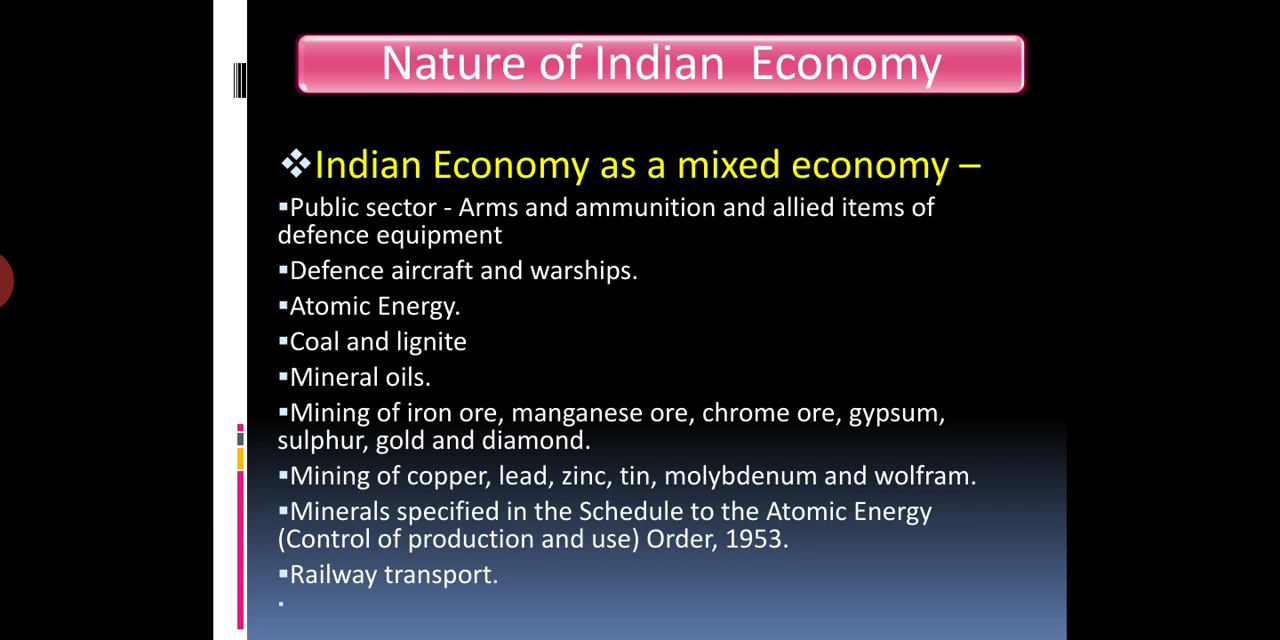 Nature of Indian Economy
❖Indian Economy as a mixed economy –
▪Public sector - Arms and ammunition and allied items of
defence equipment
▪Defence aircraft and warships.
▪Atomic Energy.
▪Coal and lignite
▪Mineral oils.
▪Mining of iron ore, manganese ore, chrome ore, gypsum,
sulphur, gold and diamond.
▪Mining of copper, lead, zinc, tin, molybdenum and wolfram.
▪Minerals specified in the Schedule to the Atomic Energy
(Control of production and use) Order, 1953.
▪Railway transport.
▪